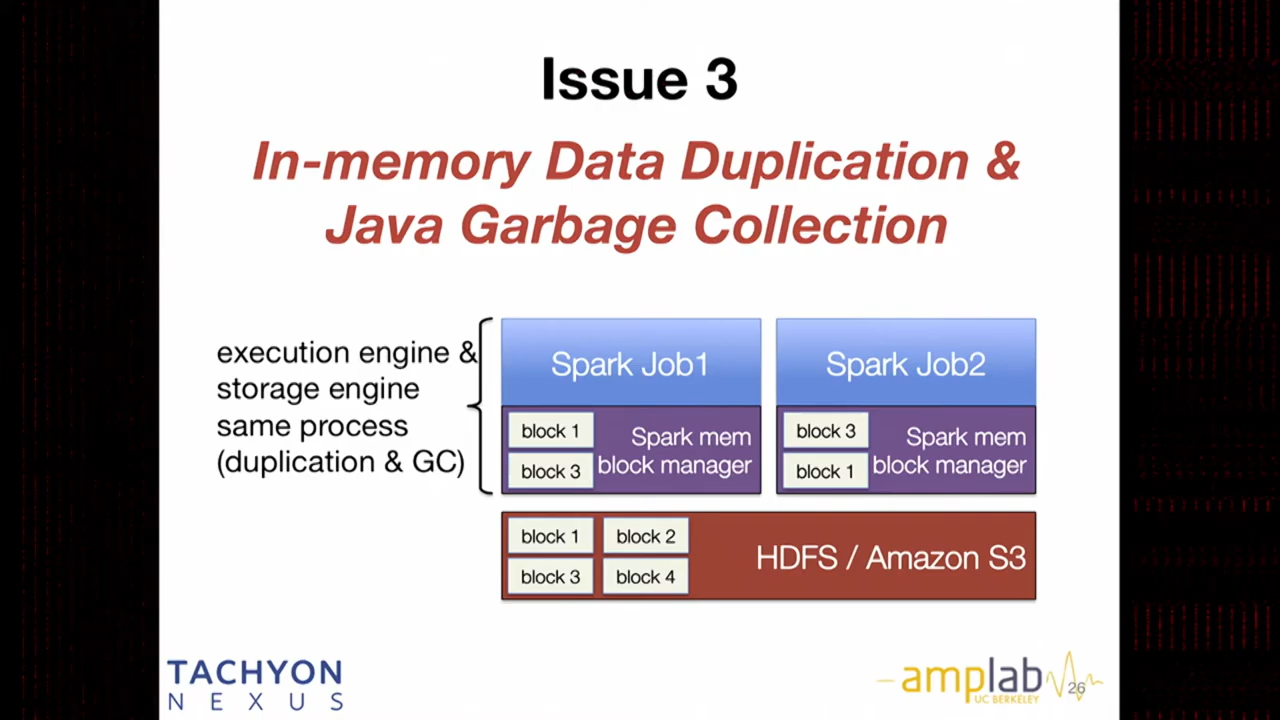 Issue 3
In-memory Data Duplication &
Java Garbage Collection
execution engine &
storage engine
same process
(duplication & GC)
Spark Job1
block 1
block 3
Spark mem
block manager
Spark Job2
block 3
block 1
Spark mem
block manager
block 1
block 2
block 3
block 4
HDFS / Amazon S3
TACHYON
NEXUS
amplab
UC BERKELEY
26